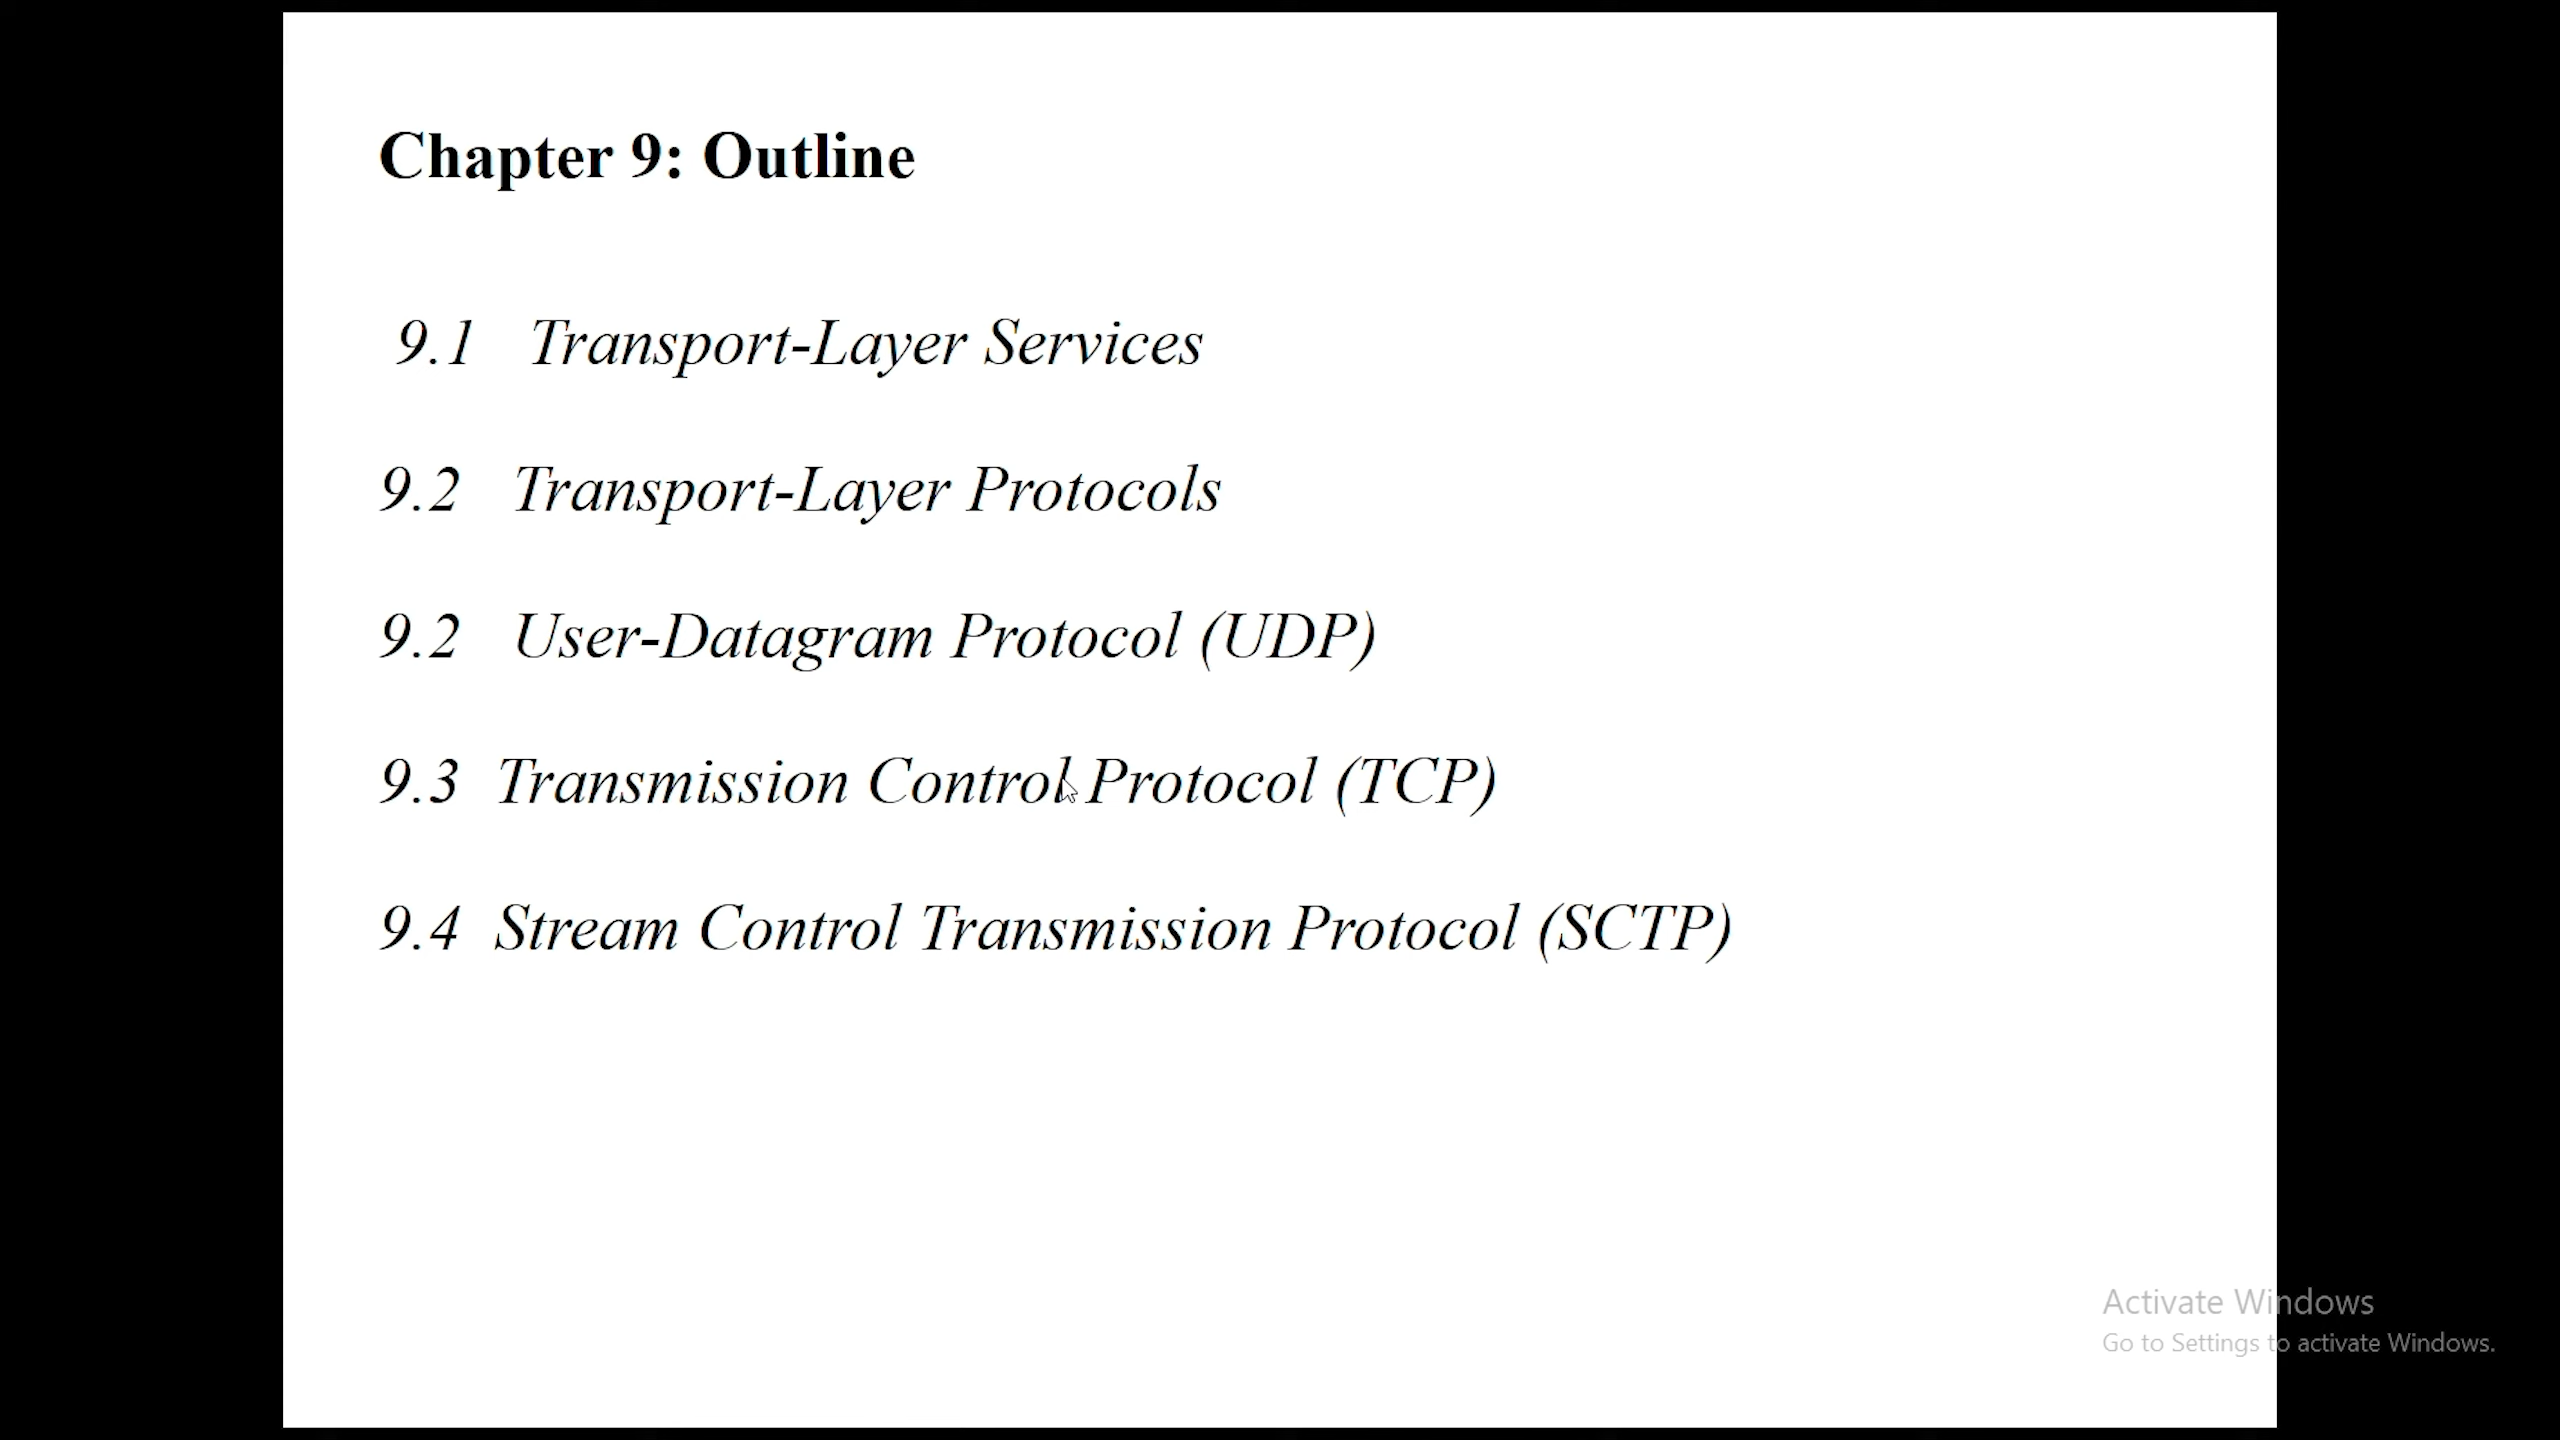 Chapter 9: Outline
9.1 Transport-Layer Services
9.2 Transport-Layer Protocols
9.2 User-Datagram Protocol (UDP)
9.3 Transmission Control Protocol (TCP)
9.4 Stream Control Transmission Protocol (SCTP)
Activate Windows
Go to Settings to activate Windows.